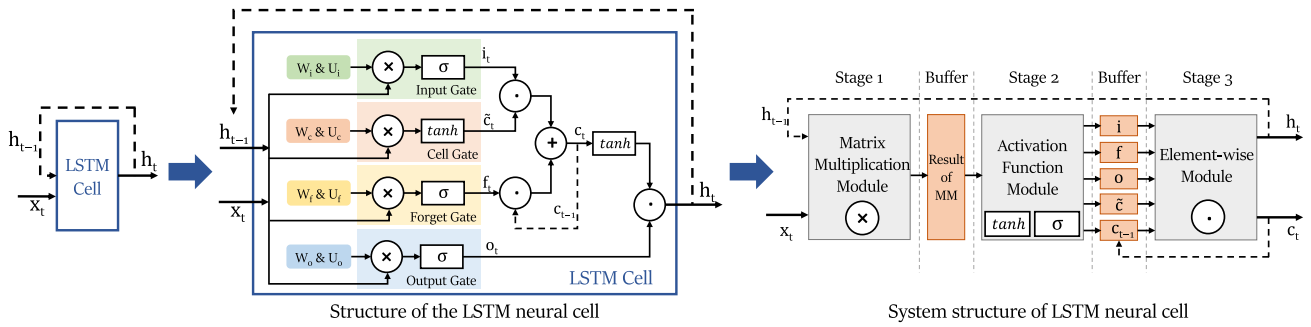 h_{t-1}
LSTM
Cell
h_t
x_t
h_{t-1}
x_t
W_i & U_i
×
σ
i_t
Input Gate
W_c & U_c
×
tanh
c̃_t
Cell Gate
W_f & U_f
×
σ
f_t
Forget Gate
W_o & U_o
×
σ
o_t
Output Gate
+
c_t
tanh
c_{t-1}
h_t
LSTM Cell
Structure of the LSTM neural cell
Stage 1
Buffer
Stage 2
Buffer
Stage 3
h_{t-1}
x_t
Matrix
Multiplication
Module
×
Result
of
MM
Activation
Function
Module
tanh
σ
i
f
o
c̃
c_{t-1}
Element-wise
Module
h_t
c_t
System structure of LSTM neural cell